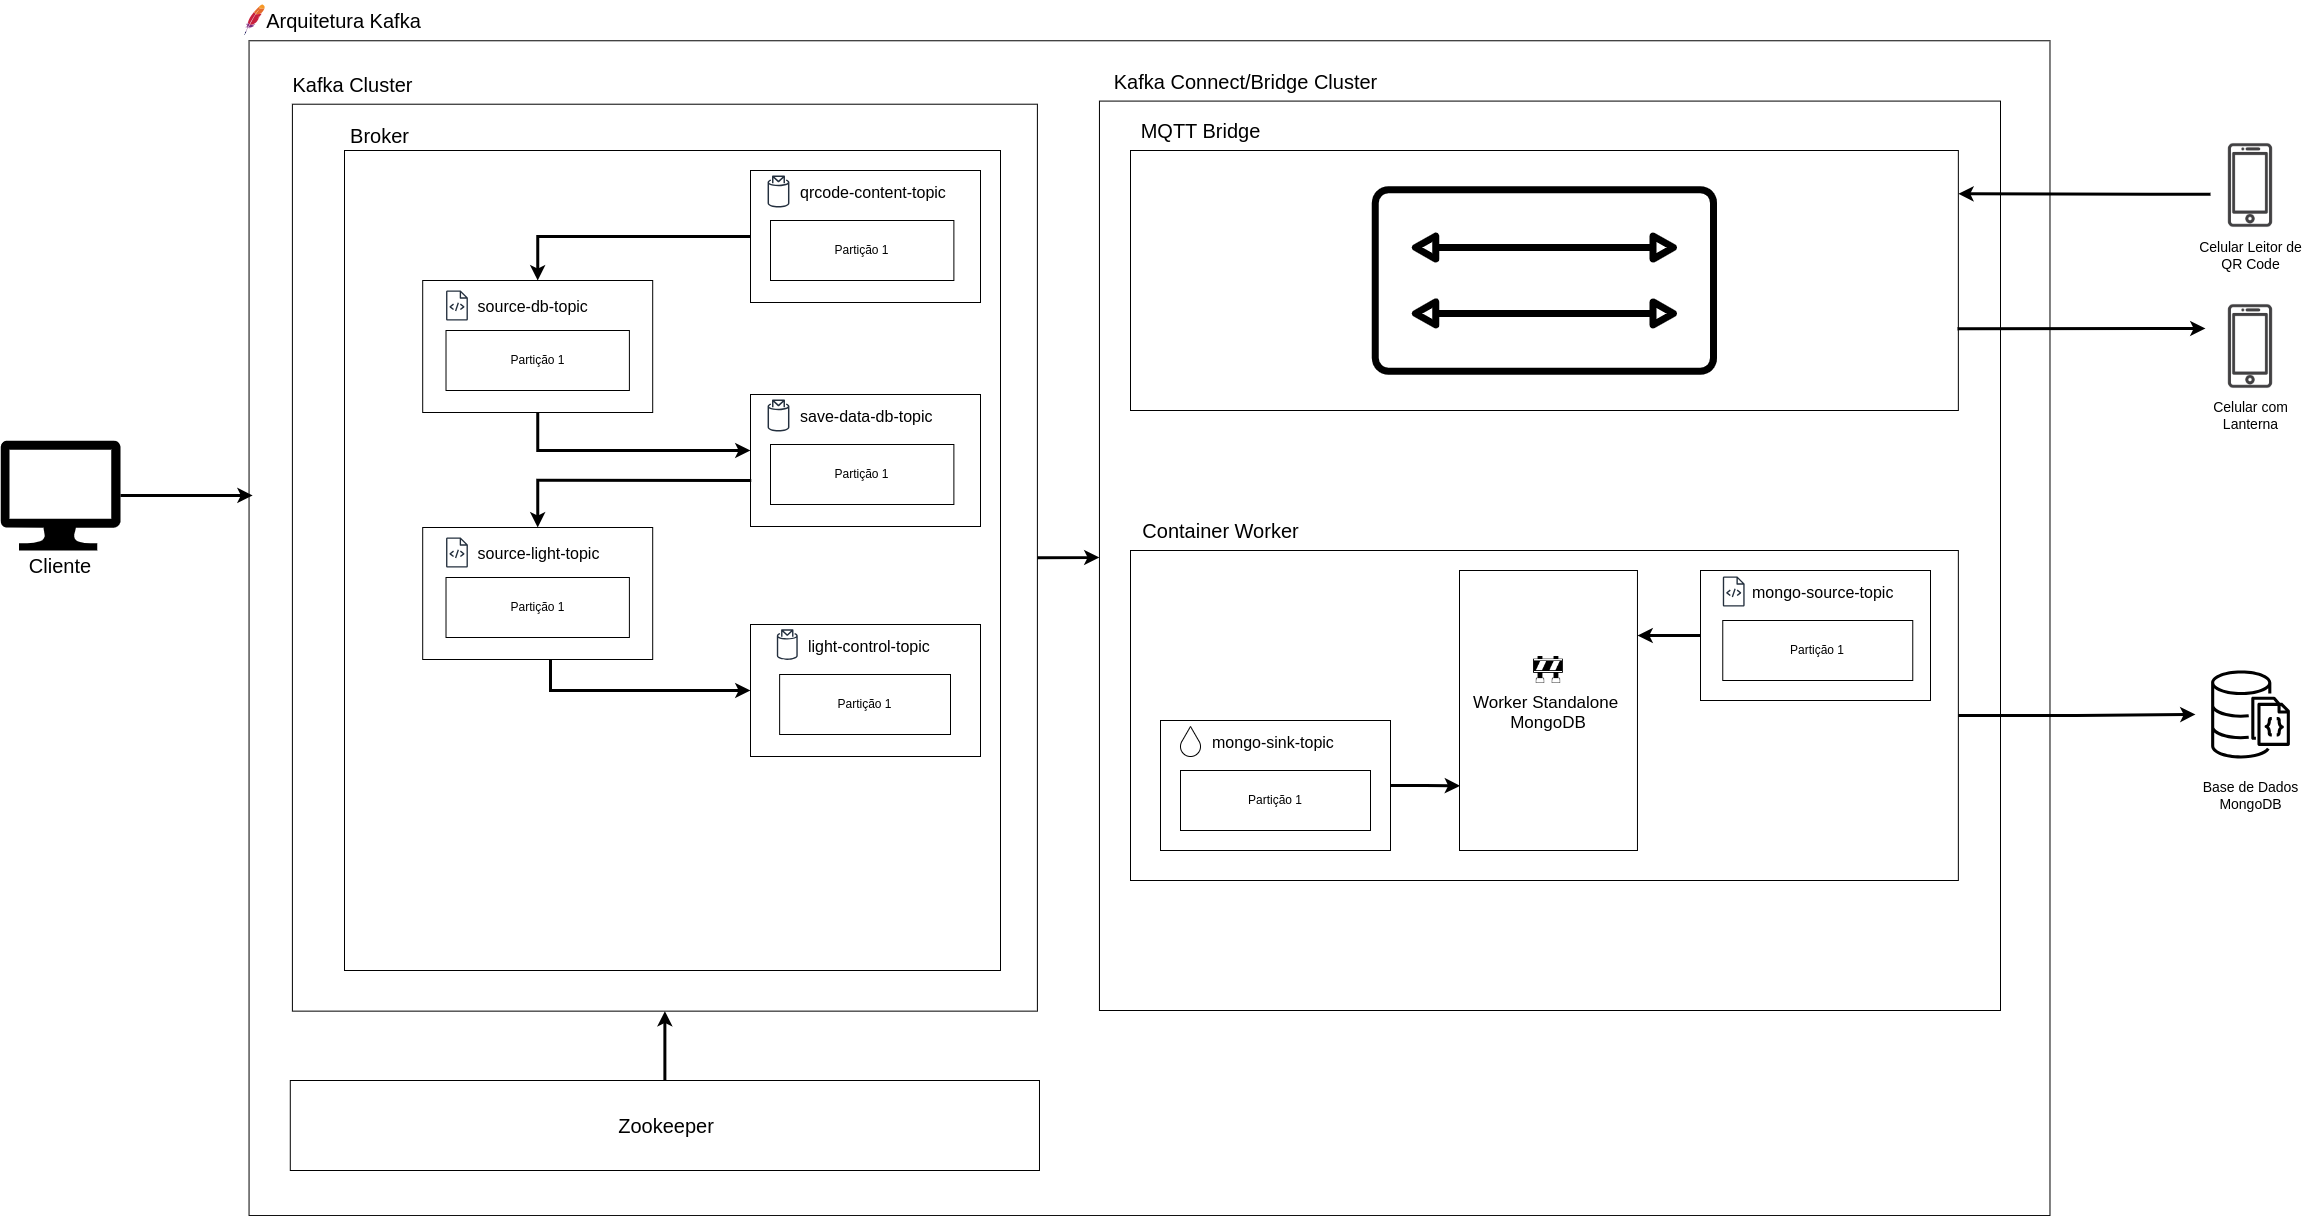 Arquitetura Kafka
Kafka Cluster
Broker
qrcode-content-topic
Partição 1
source-db-topic
Partição 1
save-data-db-topic
Partição 1
source-light-topic
Partição 1
light-control-topic
Partição 1
Cliente
Zookeeper
Kafka Connect/Bridge Cluster
MQTT Bridge
Container Worker
Worker Standalone
MongoDB
mongo-source-topic
Partição 1
mongo-sink-topic
Partição 1
Celular Leitor de
QR Code
Celular com
Lanterna
Base de Dados
MongoDB